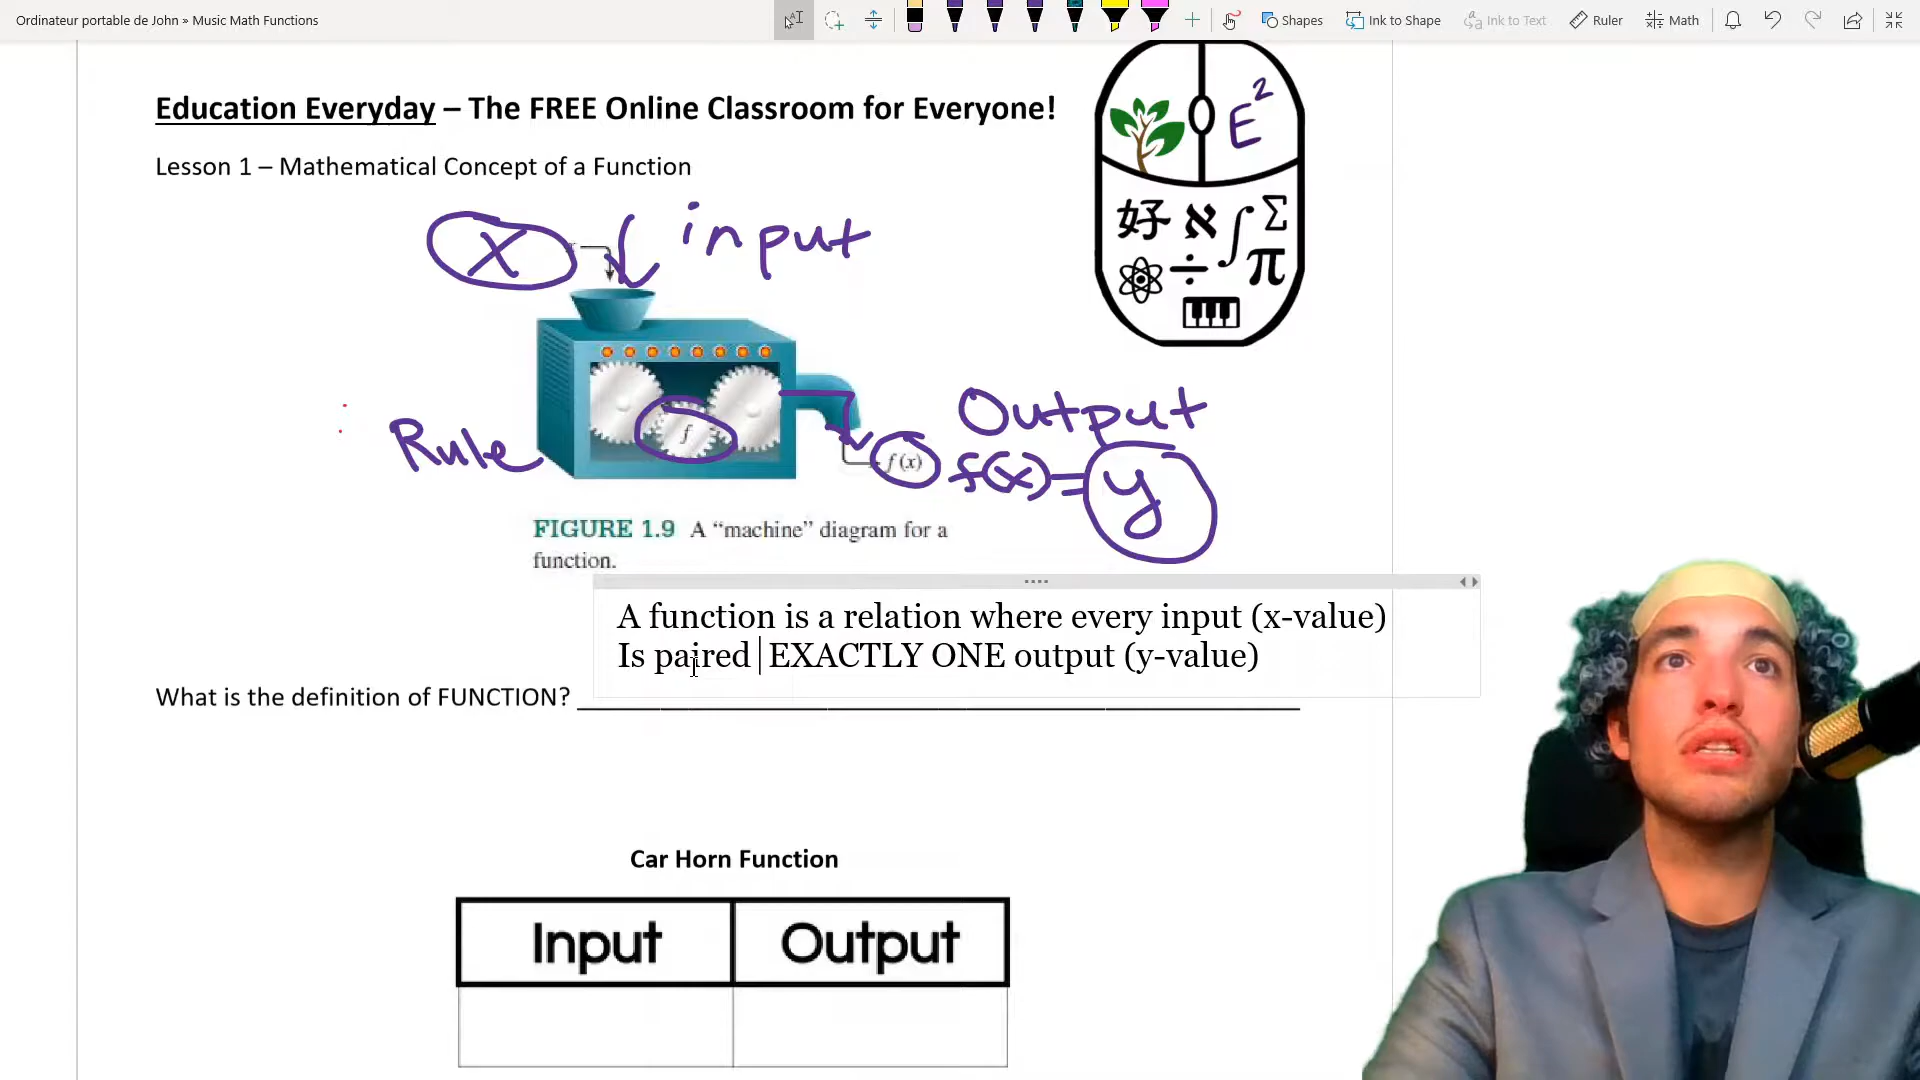 Ordinateur portable de John » Music Math Functions
Shapes
Ink to Shape
Ink to Text
Ruler
Math
Education Everyday – The FREE Online Classroom for Everyone!
E²
Lesson 1 – Mathematical Concept of a Function
好 א ∫ Σ
÷ π
x
input
Rule
f
Output
f(x)
f(x)=y
FIGURE 1.9 A “machine” diagram for a
function.
A function is a relation where every input (x-value)
Is paired EXACTLY ONE output (y-value)
What is the definition of FUNCTION?
Car Horn Function
Input
Output